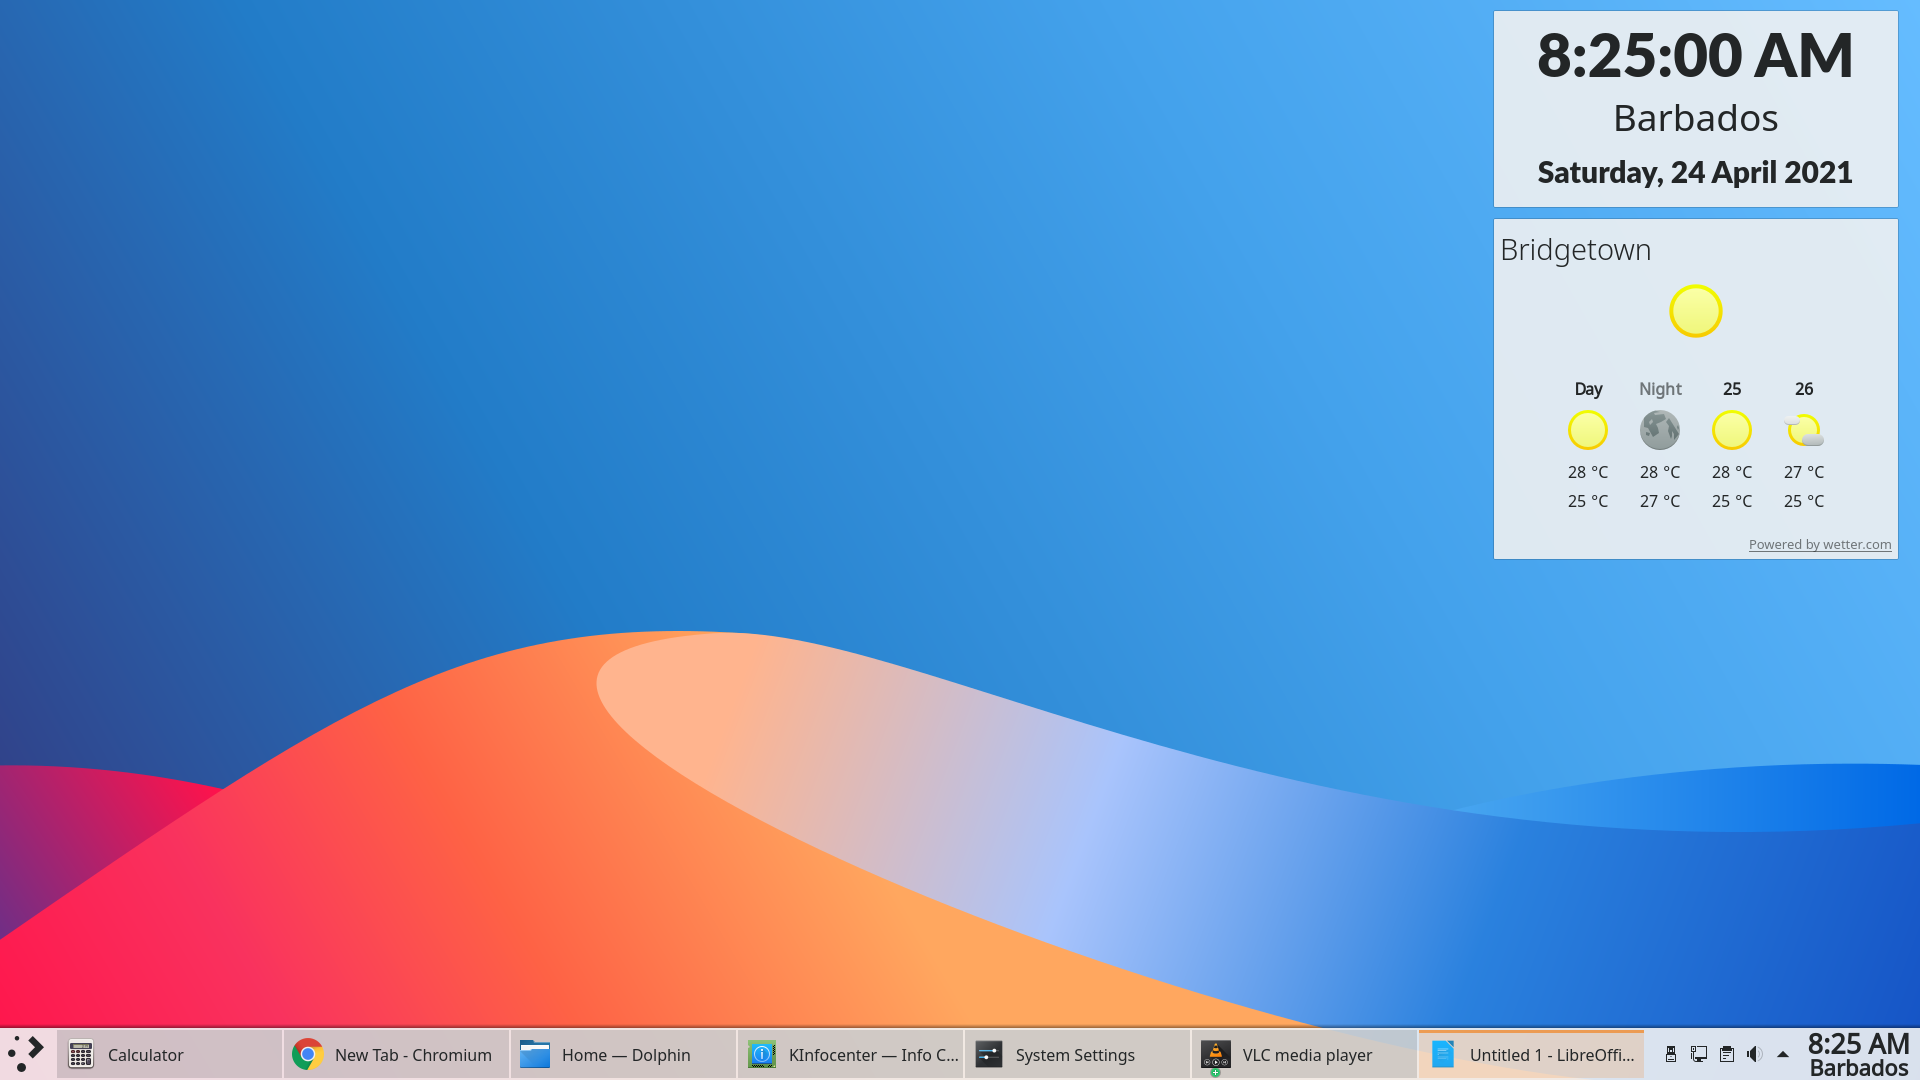 8:25:00 AM
Barbados
Saturday, 24 April 2021
Bridgetown
Day Night 25 26
28 °C 28 °C 28 °C 27 °C
25 °C 27 °C 25 °C 25 °C
Powered by wetter.com
Calculator
New Tab - Chromium
Home — Dolphin
KInfocenter — Info C...
System Settings
VLC media player
Untitled 1 - LibreOffi...
8:25 AM
Barbados